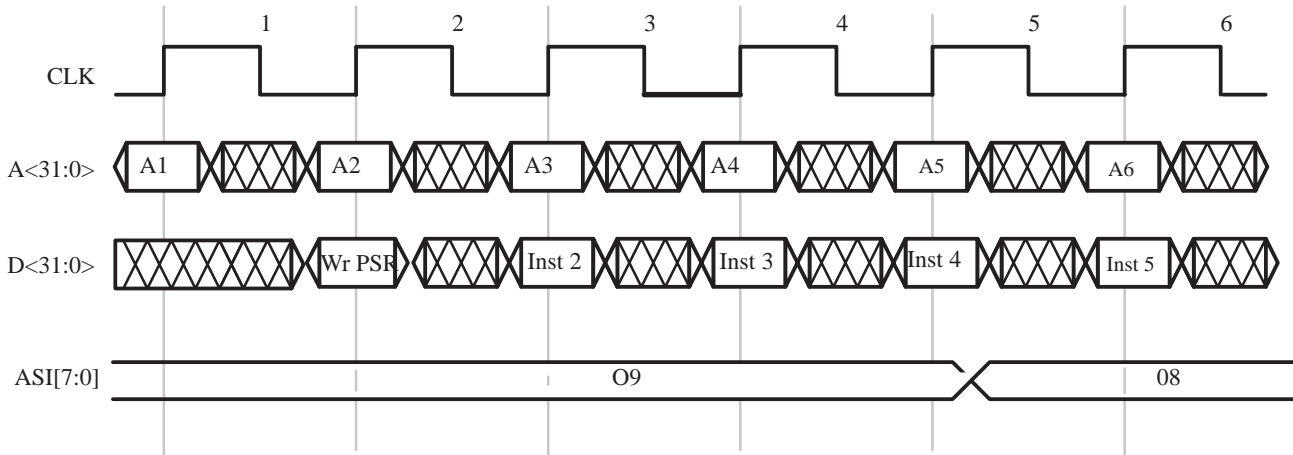 1 2 3 4 5 6
CLK
A<31:0> A1 A2 A3 A4 A5 A6
D<31:0> Wr PSR Inst 2 Inst 3 Inst 4 Inst 5
ASI[7:0] O9 08